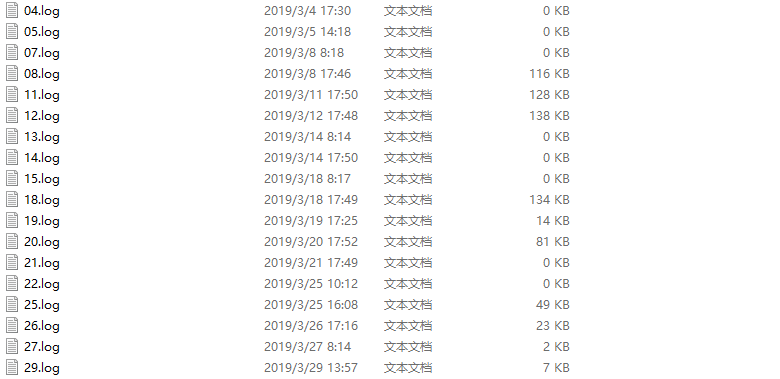 04.log 2019/3/4 17:30 文本文档 0 KB
05.log 2019/3/5 14:18 文本文档 0 KB
07.log 2019/3/8 8:18 文本文档 0 KB
08.log 2019/3/8 17:46 文本文档 116 KB
11.log 2019/3/11 17:50 文本文档 128 KB
12.log 2019/3/12 17:48 文本文档 138 KB
13.log 2019/3/14 8:14 文本文档 0 KB
14.log 2019/3/14 17:50 文本文档 0 KB
15.log 2019/3/18 8:17 文本文档 0 KB
18.log 2019/3/18 17:49 文本文档 134 KB
19.log 2019/3/19 17:25 文本文档 14 KB
20.log 2019/3/20 17:52 文本文档 81 KB
21.log 2019/3/21 17:49 文本文档 0 KB
22.log 2019/3/25 10:12 文本文档 0 KB
25.log 2019/3/25 16:08 文本文档 49 KB
26.log 2019/3/26 17:16 文本文档 23 KB
27.log 2019/3/27 8:14 文本文档 2 KB
29.log 2019/3/29 13:57 文本文档 7 KB